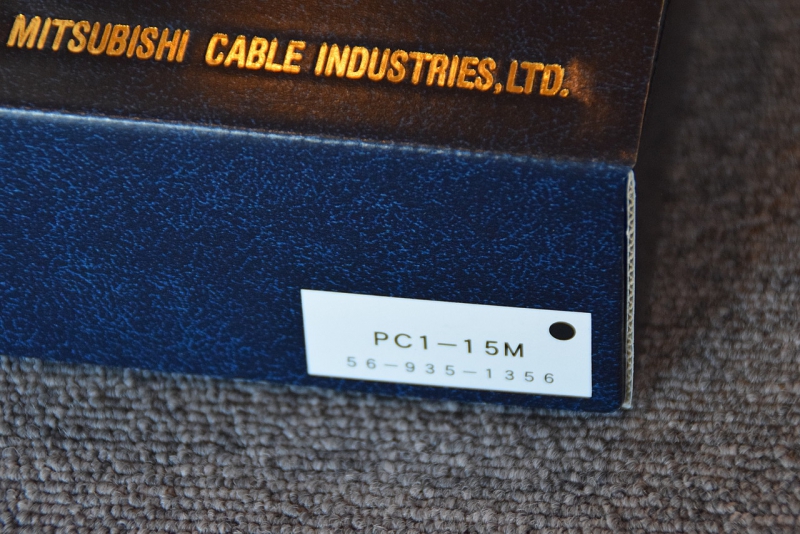 MITSUBISHI CABLE INDUSTRIES,LTD.
PC1-15M
56-935-1356